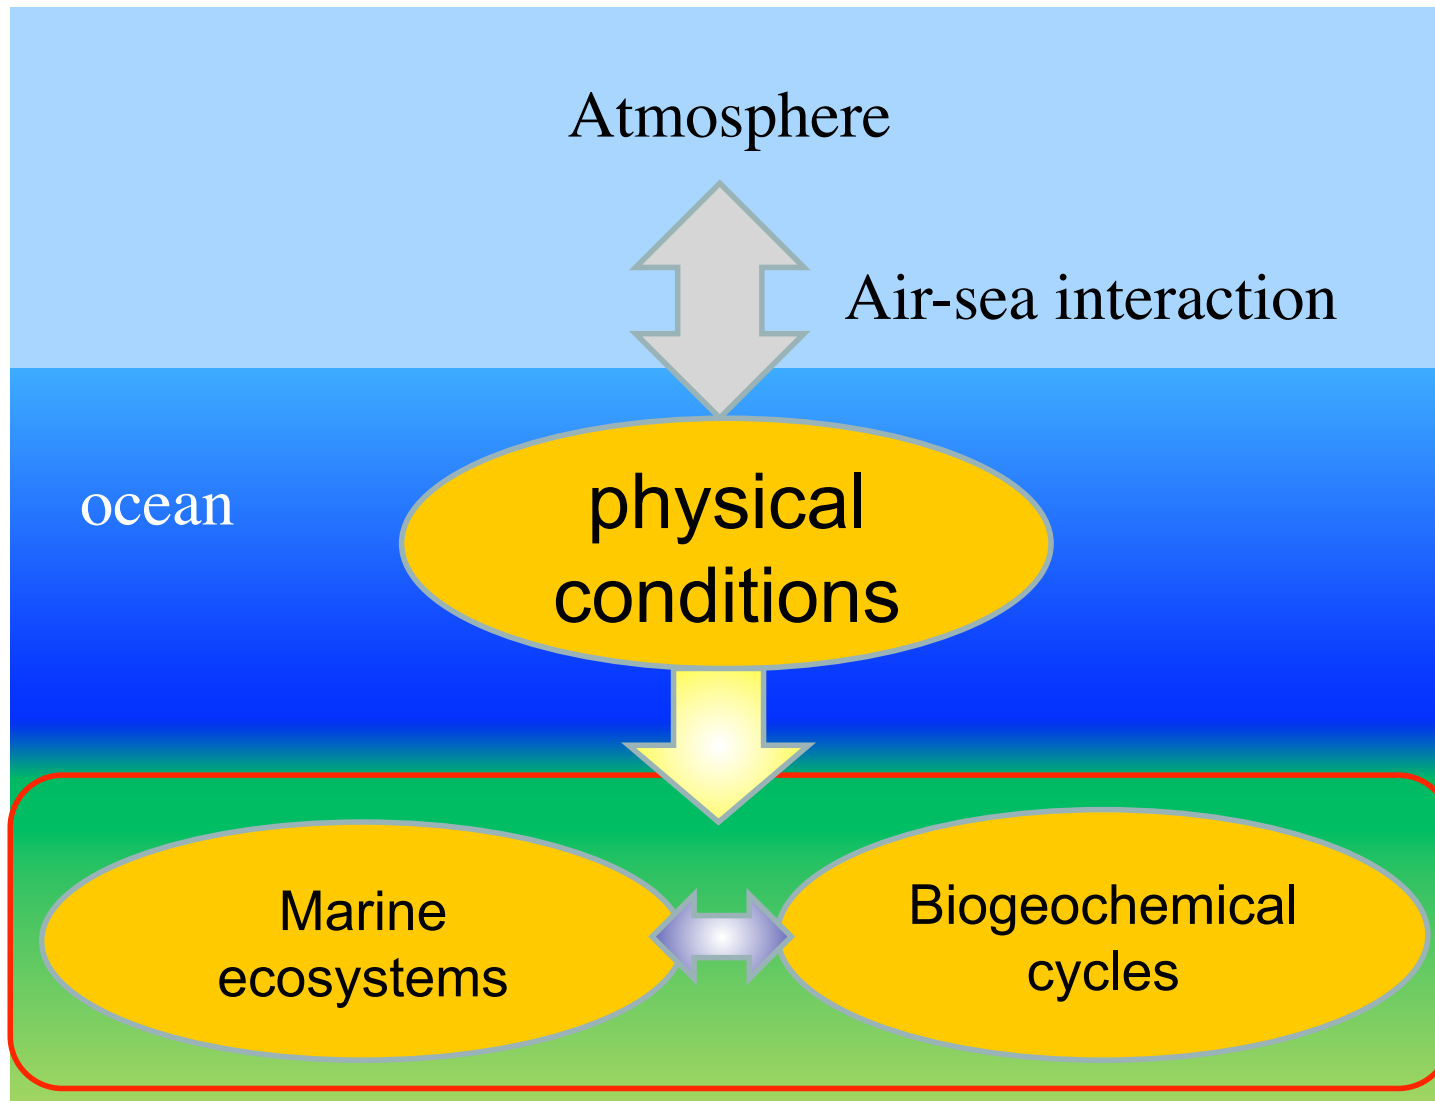 Atmosphere
Air-sea interaction
ocean
physical
conditions
Marine
ecosystems
Biogeochemical
cycles